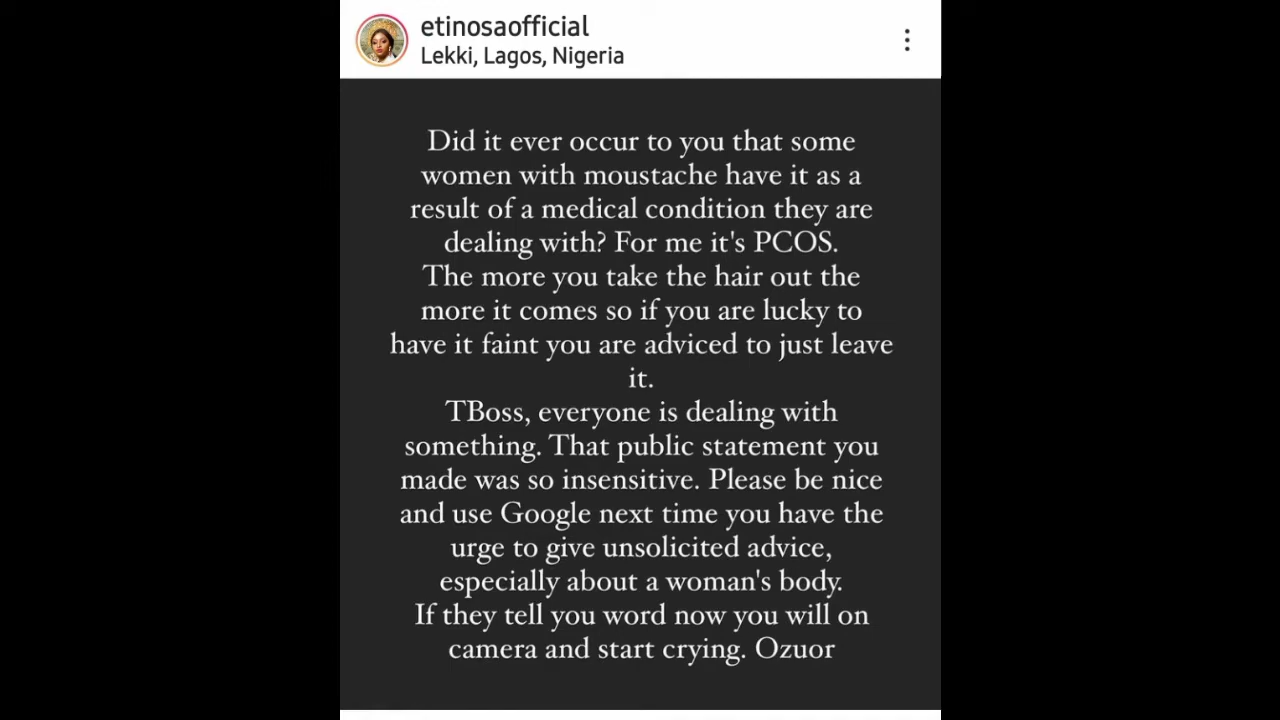 etinosaofficial
Lekki, Lagos, Nigeria
Did it ever occur to you that some
women with moustache have it as a
result of a medical condition they are
dealing with? For me it's PCOS.
The more you take the hair out the
more it comes so if you are lucky to
have it faint you are adviced to just leave
it.
TBoss, everyone is dealing with
something. That public statement you
made was so insensitive. Please be nice
and use Google next time you have the
urge to give unsolicited advice,
especially about a woman's body.
If they tell you word now you will on
camera and start crying. Ozuor